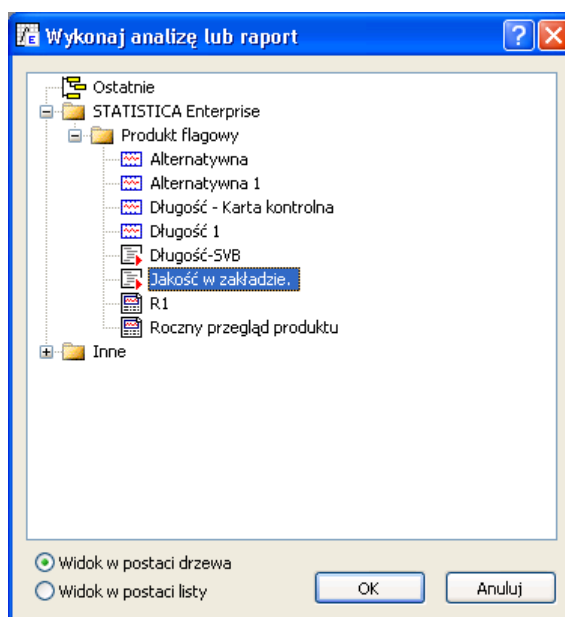 Wykonaj analizę lub raport
Ostatnie
STATISTICA Enterprise
Produkt flagowy
Alternatywna
Alternatywna 1
Długość - Karta kontrolna
Długość 1
Długość-SVB
Jakość w zakładzie.
R1
Roczny przegląd produktu
Inne
Widok w postaci drzewa
Widok w postaci listy
OK
Anuluj